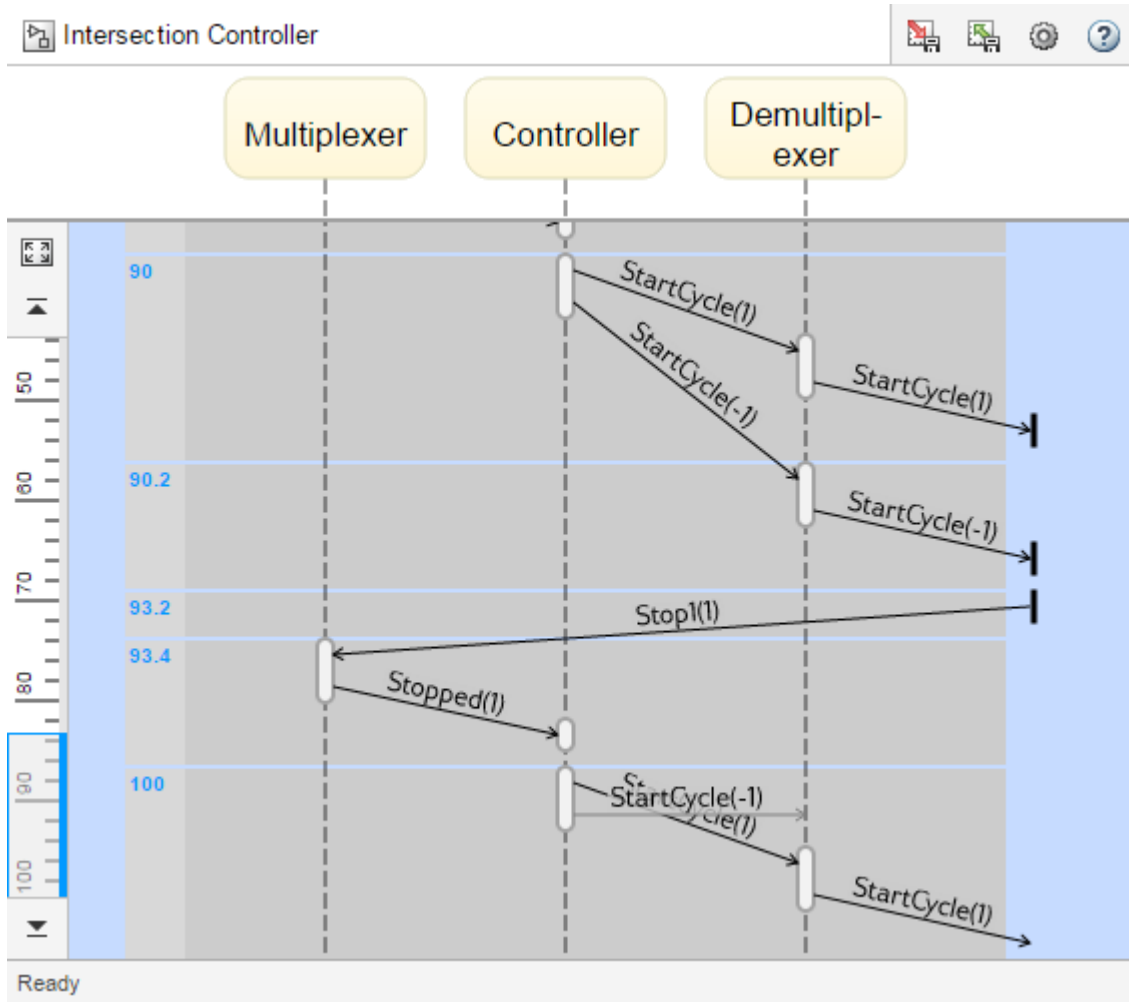 Intersection Controller
Multiplexer
Controller
Demultipl-
exer
90
StartCycle(1)
StartCycle(-1)
StartCycle(1)
50
60
90.2
StartCycle(-1)
70
93.2
Stop1(1)
93.4
80
Stopped(1)
90
100
StartCycle(-1)
StartCycle(1)
100
Ready